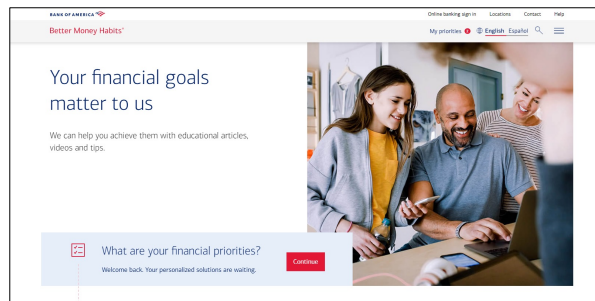 BANK OF AMERICA
Online banking sign in Locations Contact Help
Better Money Habits®
My priorities 2 English Español
Your financial goals
matter to us
We can help you achieve them with educational articles,
videos and tips.
What are your financial priorities?
Continue
Welcome back. Your personalized solutions are waiting.